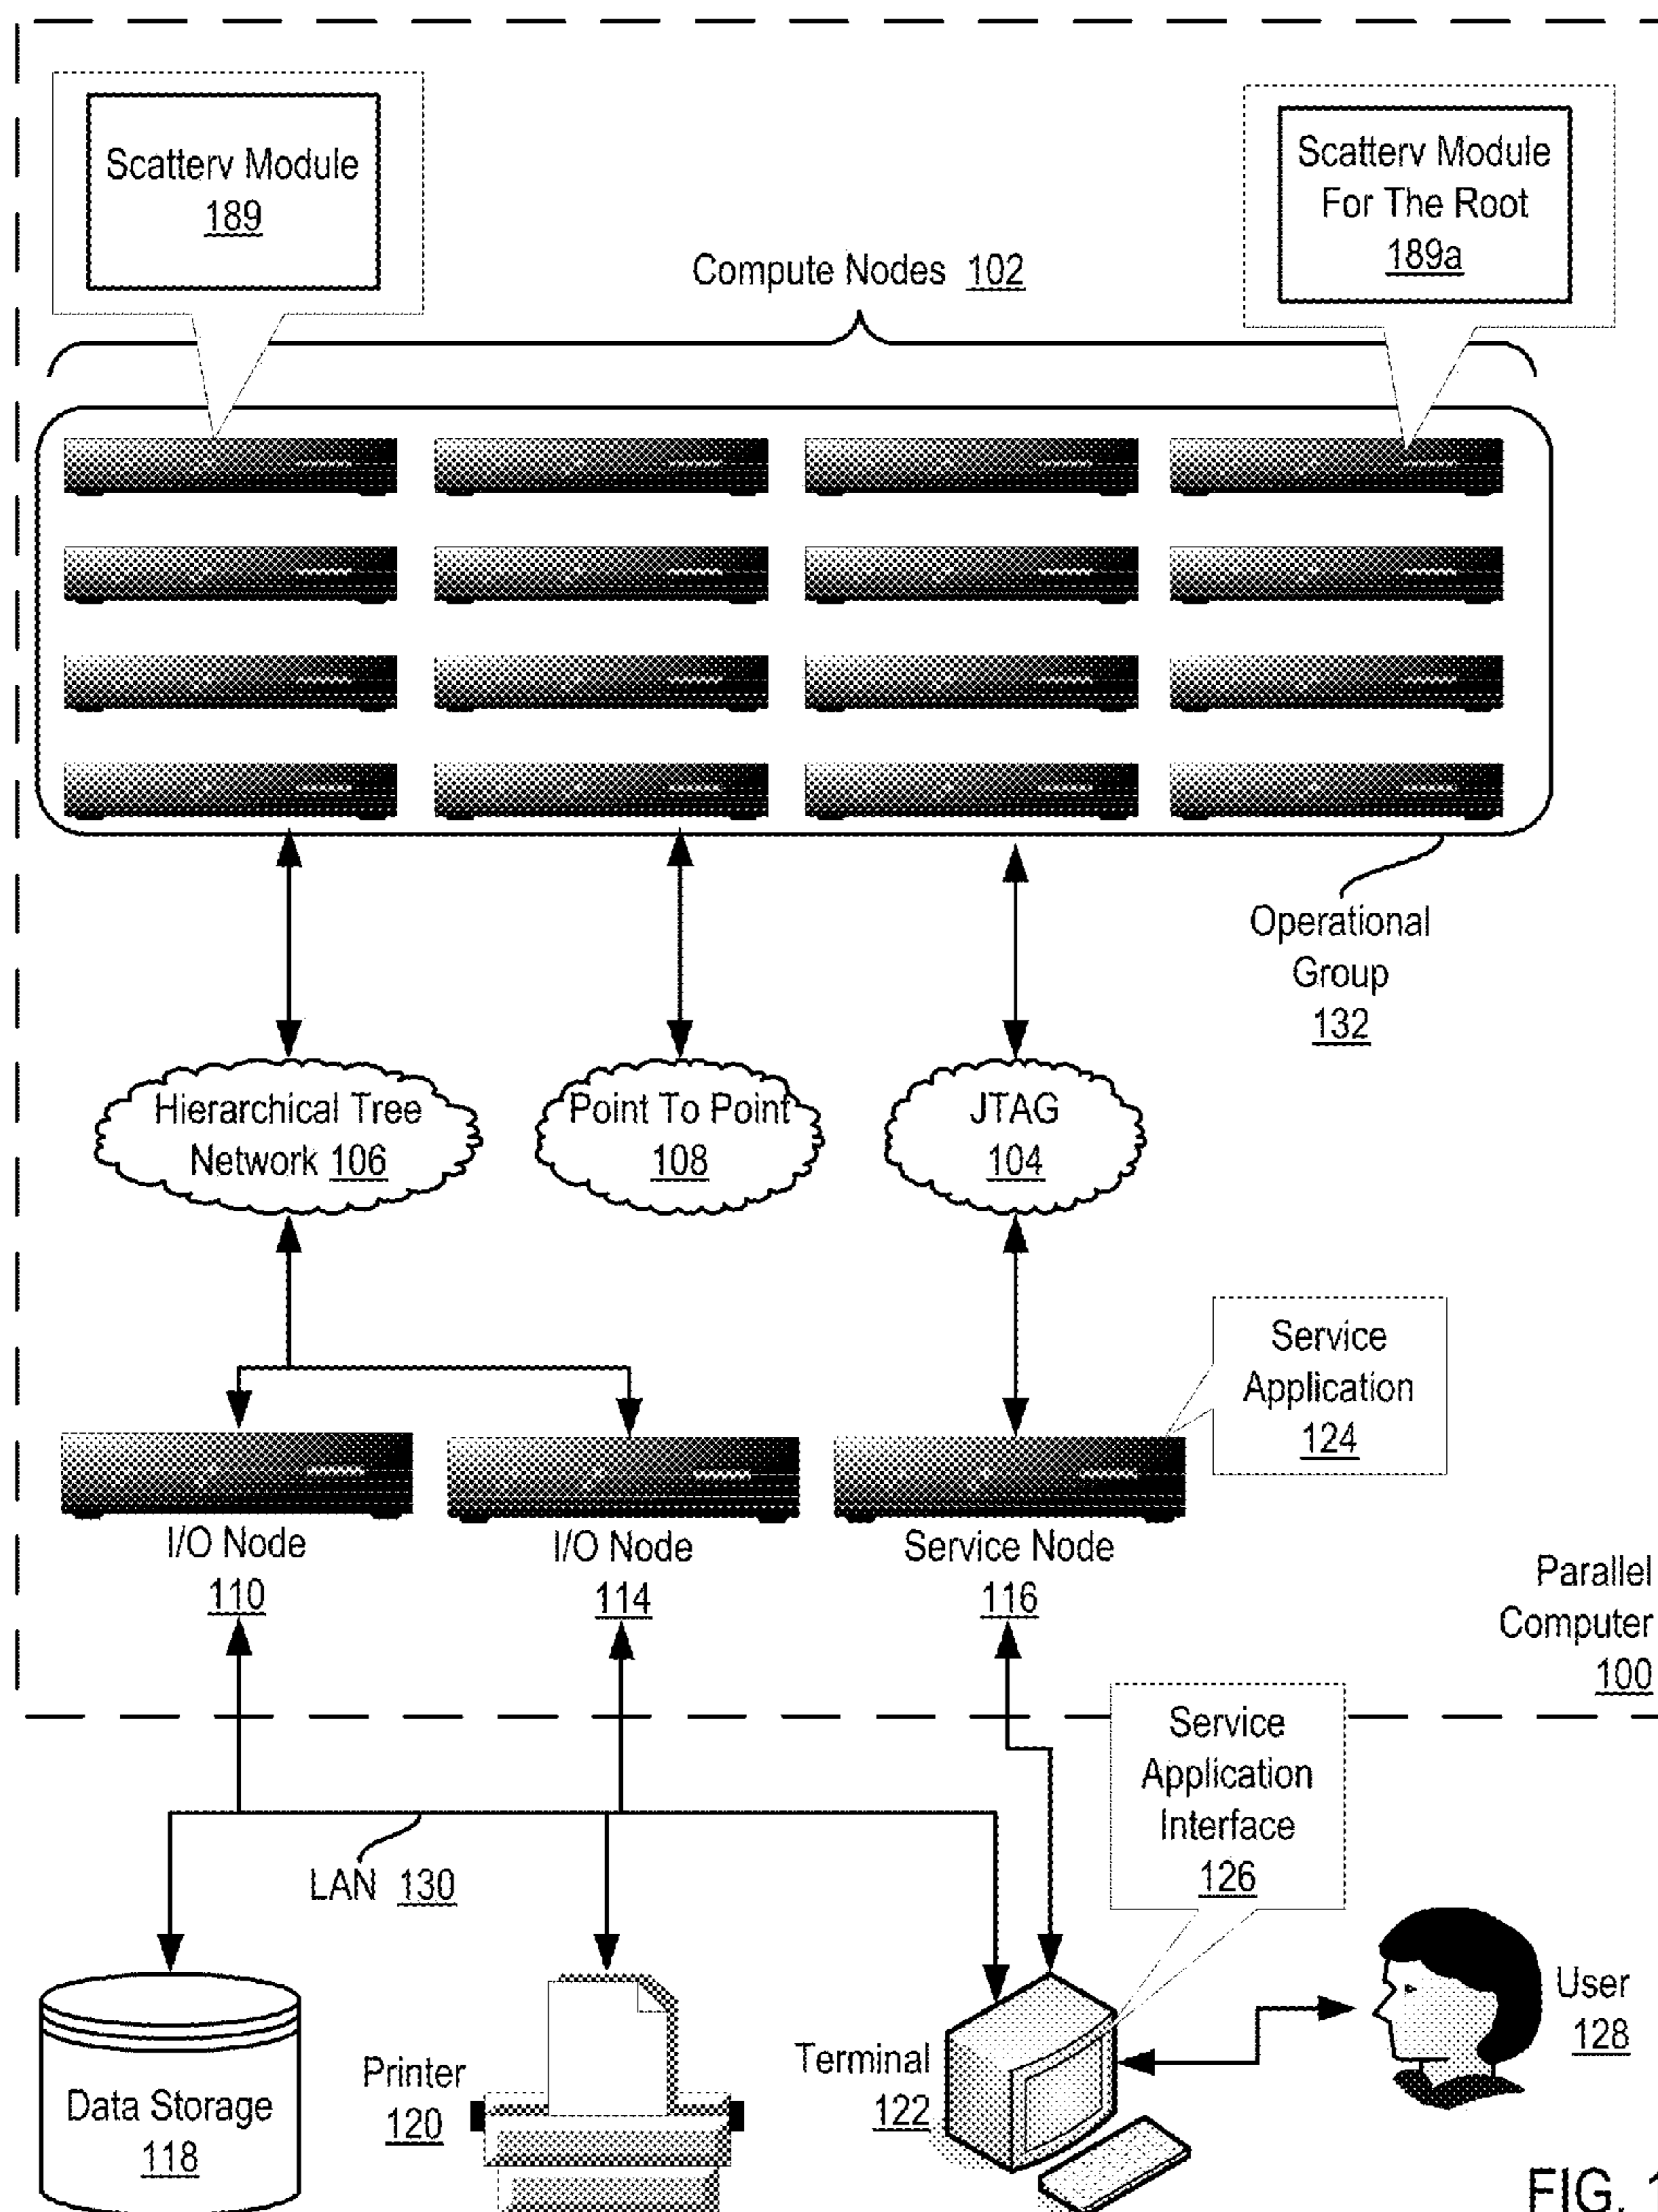 Scatterv Module
189
Scatterv Module
For The Root
189a
Compute Nodes 102
Operational
Group
132
Hierarchical Tree
Network 106
Point To Point
108
JTAG
104
Service
Application
124
I/O Node
110
I/O Node
114
Service Node
116
Parallel
Computer
100
Service
Application
Interface
126
LAN 130
Data Storage
118
Printer
120
Terminal
122
User
128
FIG. 1